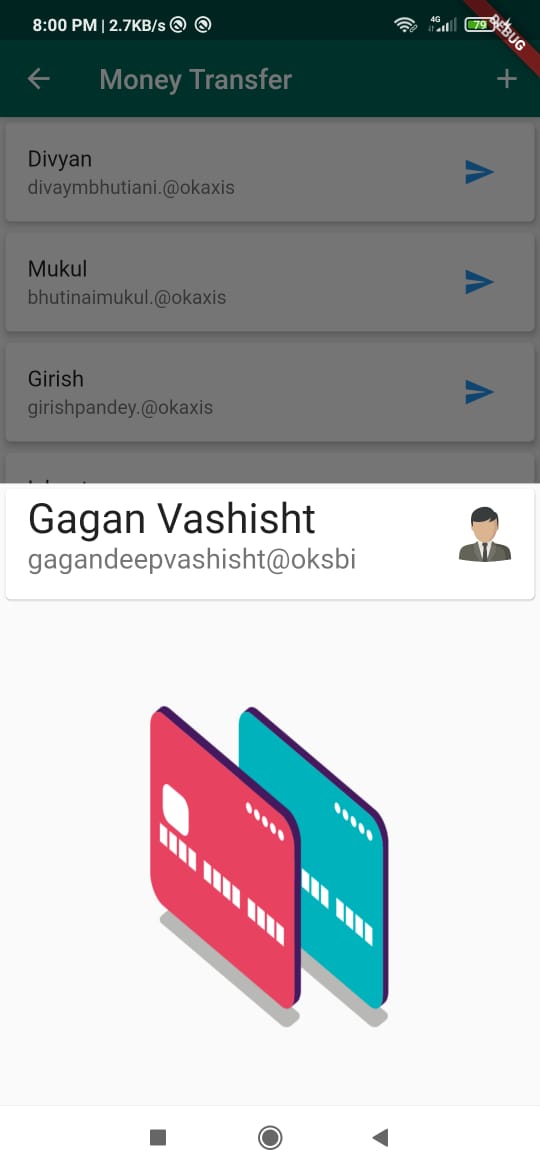 8:00 PM | 2.7KB/s
4G
79
DEBUG
Money Transfer
Divyan
divaymbhutiani.@okaxis
Mukul
bhutinaimukul.@okaxis
Girish
girishpandey.@okaxis
Gagan Vashisht
gagandeepvashisht@oksbi